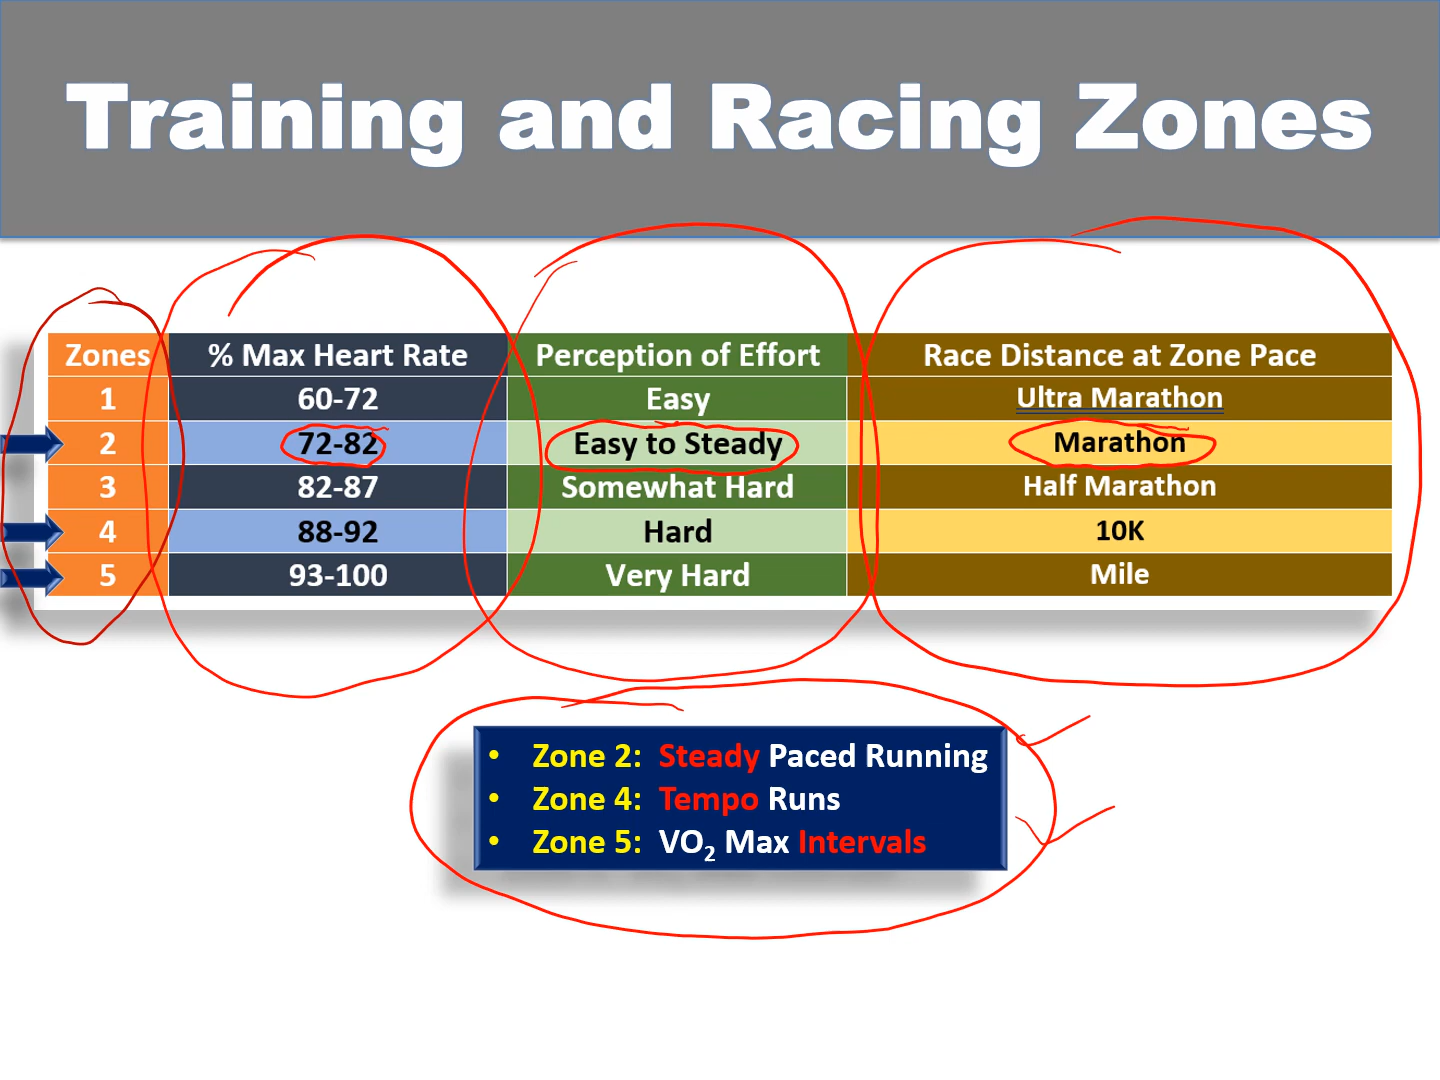 Training and Racing Zones
Zones % Max Heart Rate Perception of Effort Race Distance at Zone Pace
1 60-72 Easy Ultra Marathon
2 72-82 Easy to Steady Marathon
3 82-87 Somewhat Hard Half Marathon
4 88-92 Hard 10K
5 93-100 Very Hard Mile
• Zone 2: Steady Paced Running
• Zone 4: Tempo Runs
• Zone 5: VO₂ Max Intervals